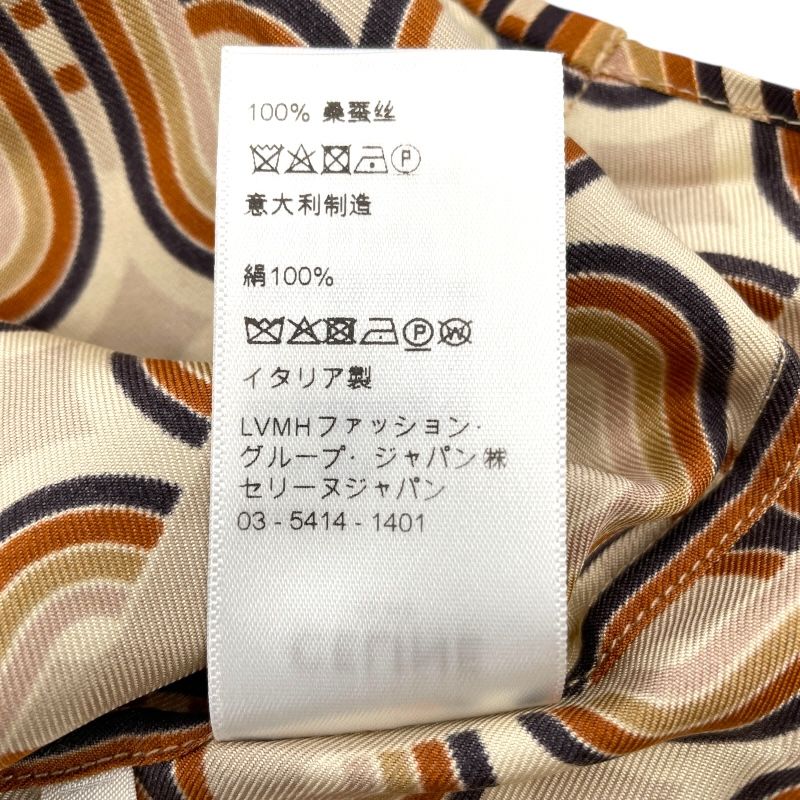 100% 桑蚕丝
P
意大利制造
絹100%
P W
イタリア製
LVMHファッション・
グループ・ジャパン㈱
セリーヌジャパン
03 - 5414 - 1401